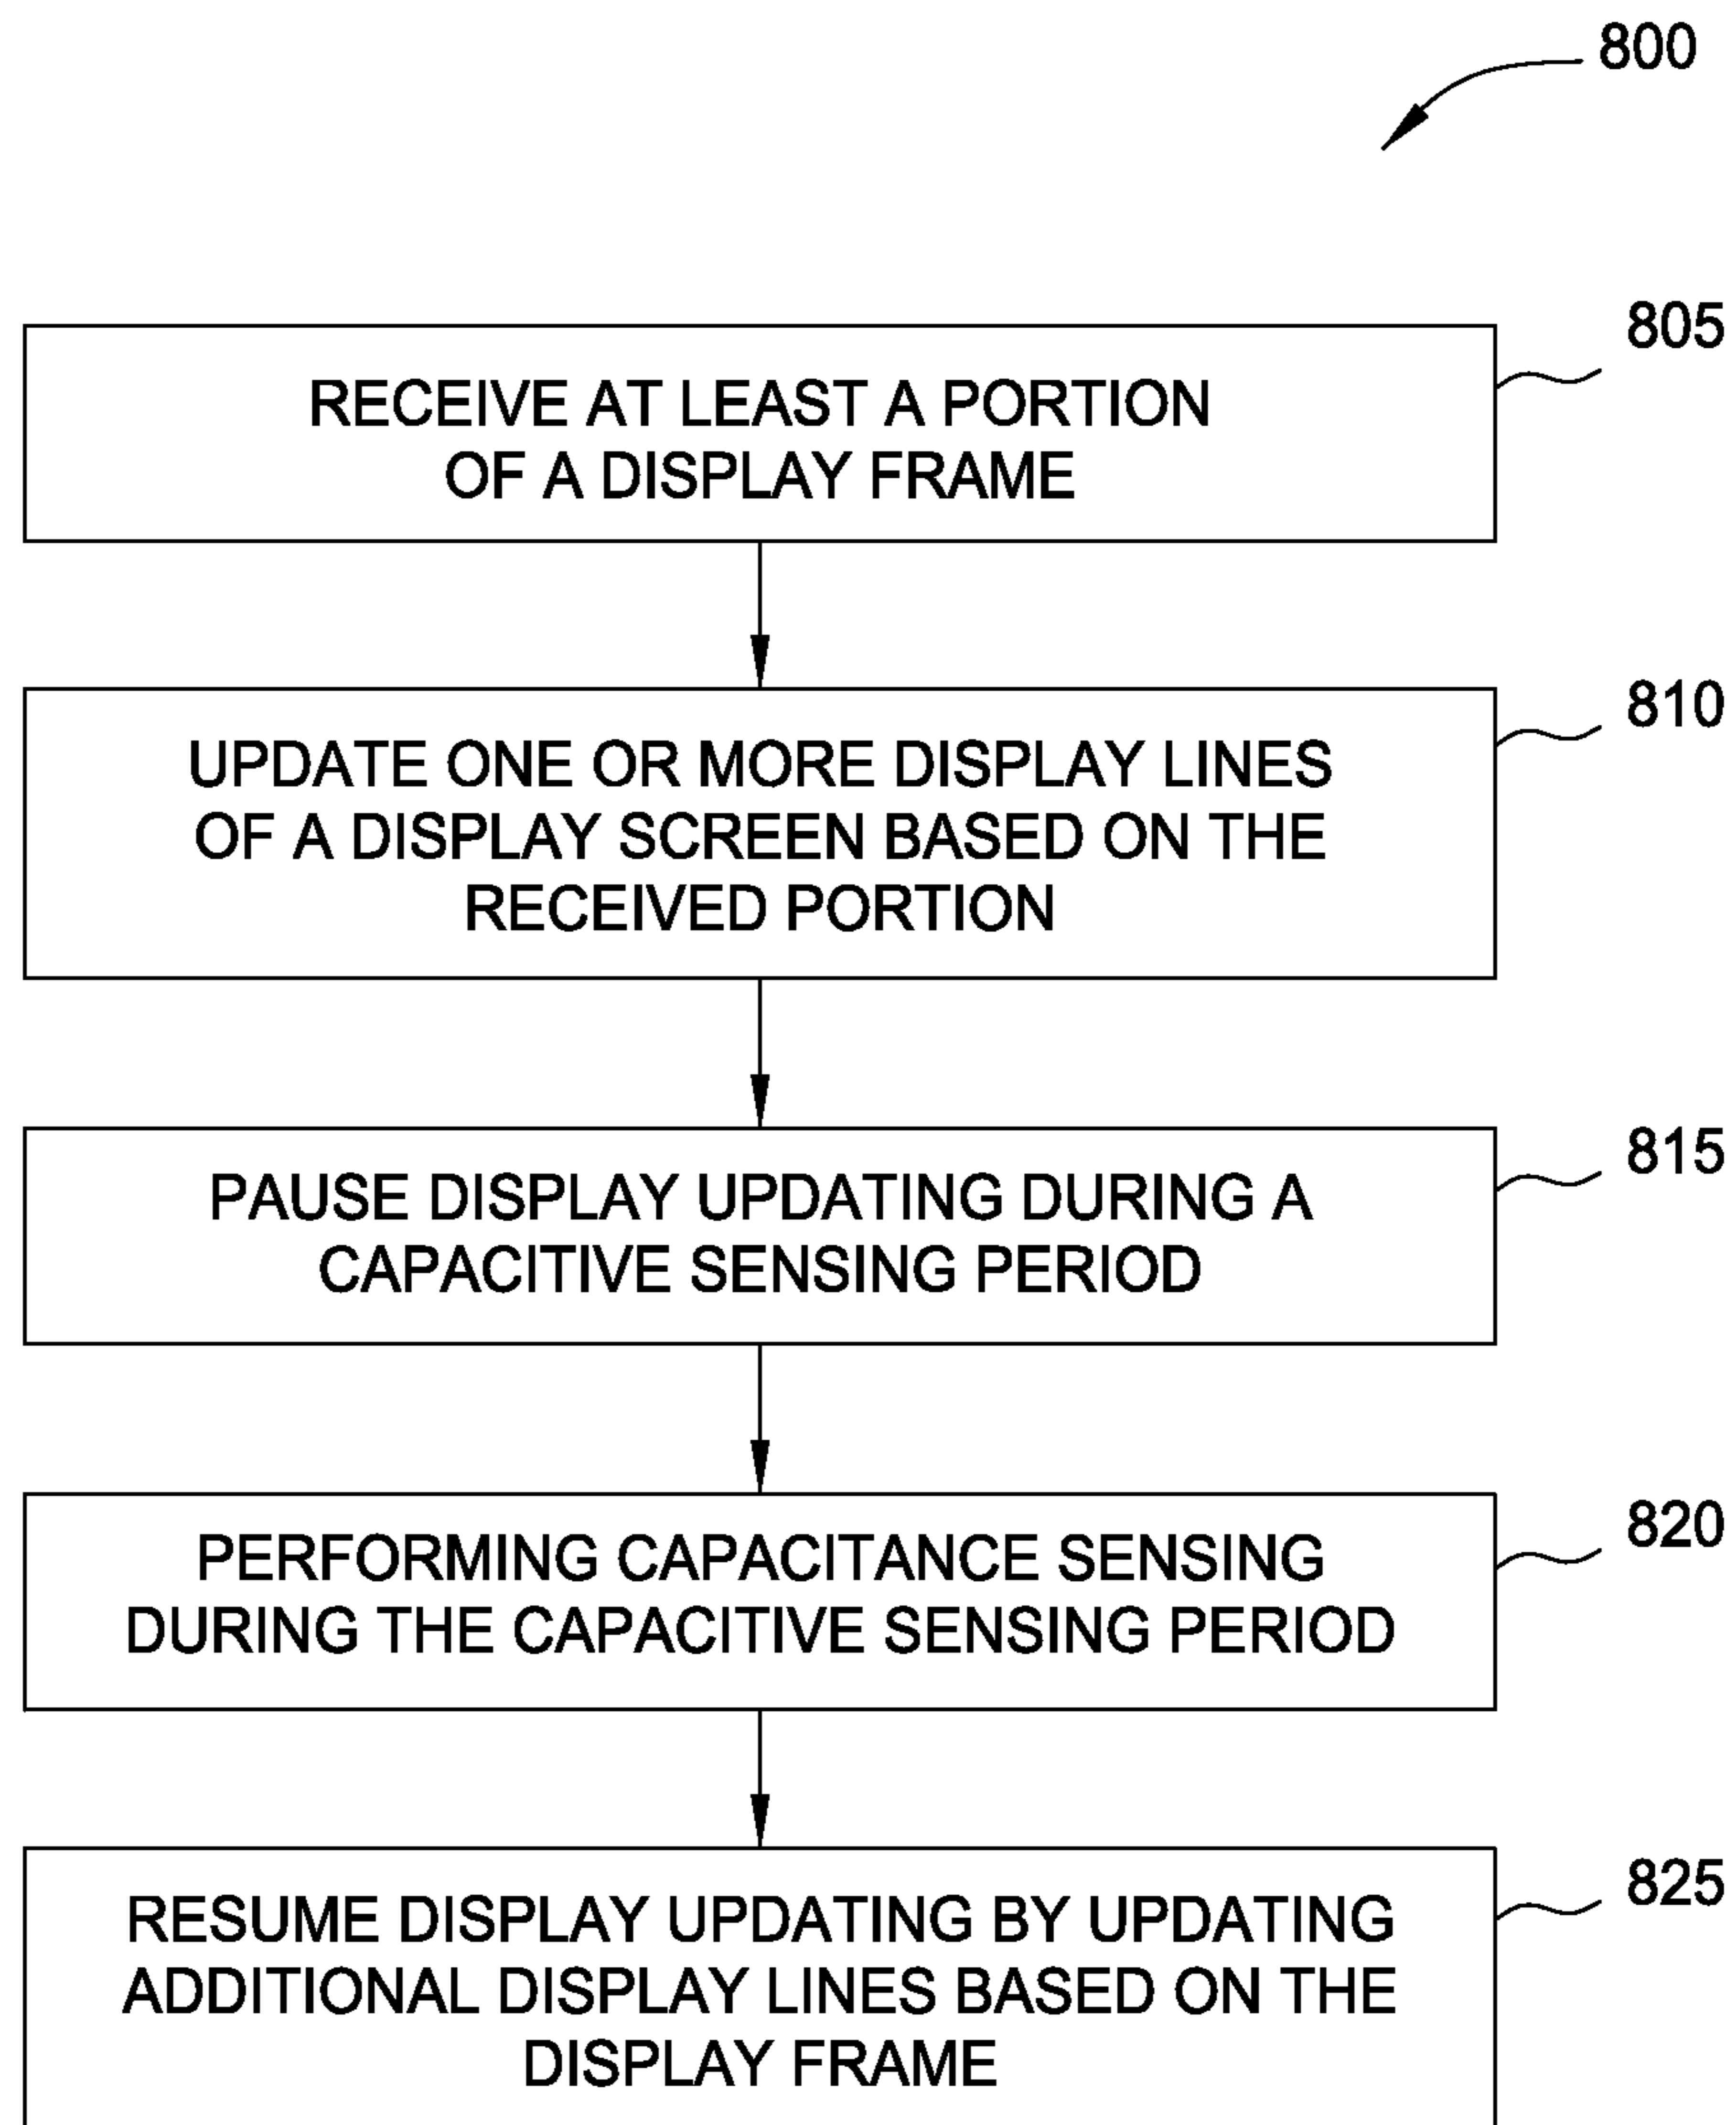 800
805
RECEIVE AT LEAST A PORTION
OF A DISPLAY FRAME
810
UPDATE ONE OR MORE DISPLAY LINES
OF A DISPLAY SCREEN BASED ON THE
RECEIVED PORTION
815
PAUSE DISPLAY UPDATING DURING A
CAPACITIVE SENSING PERIOD
820
PERFORMING CAPACITANCE SENSING
DURING THE CAPACITIVE SENSING PERIOD
825
RESUME DISPLAY UPDATING BY UPDATING
ADDITIONAL DISPLAY LINES BASED ON THE
DISPLAY FRAME